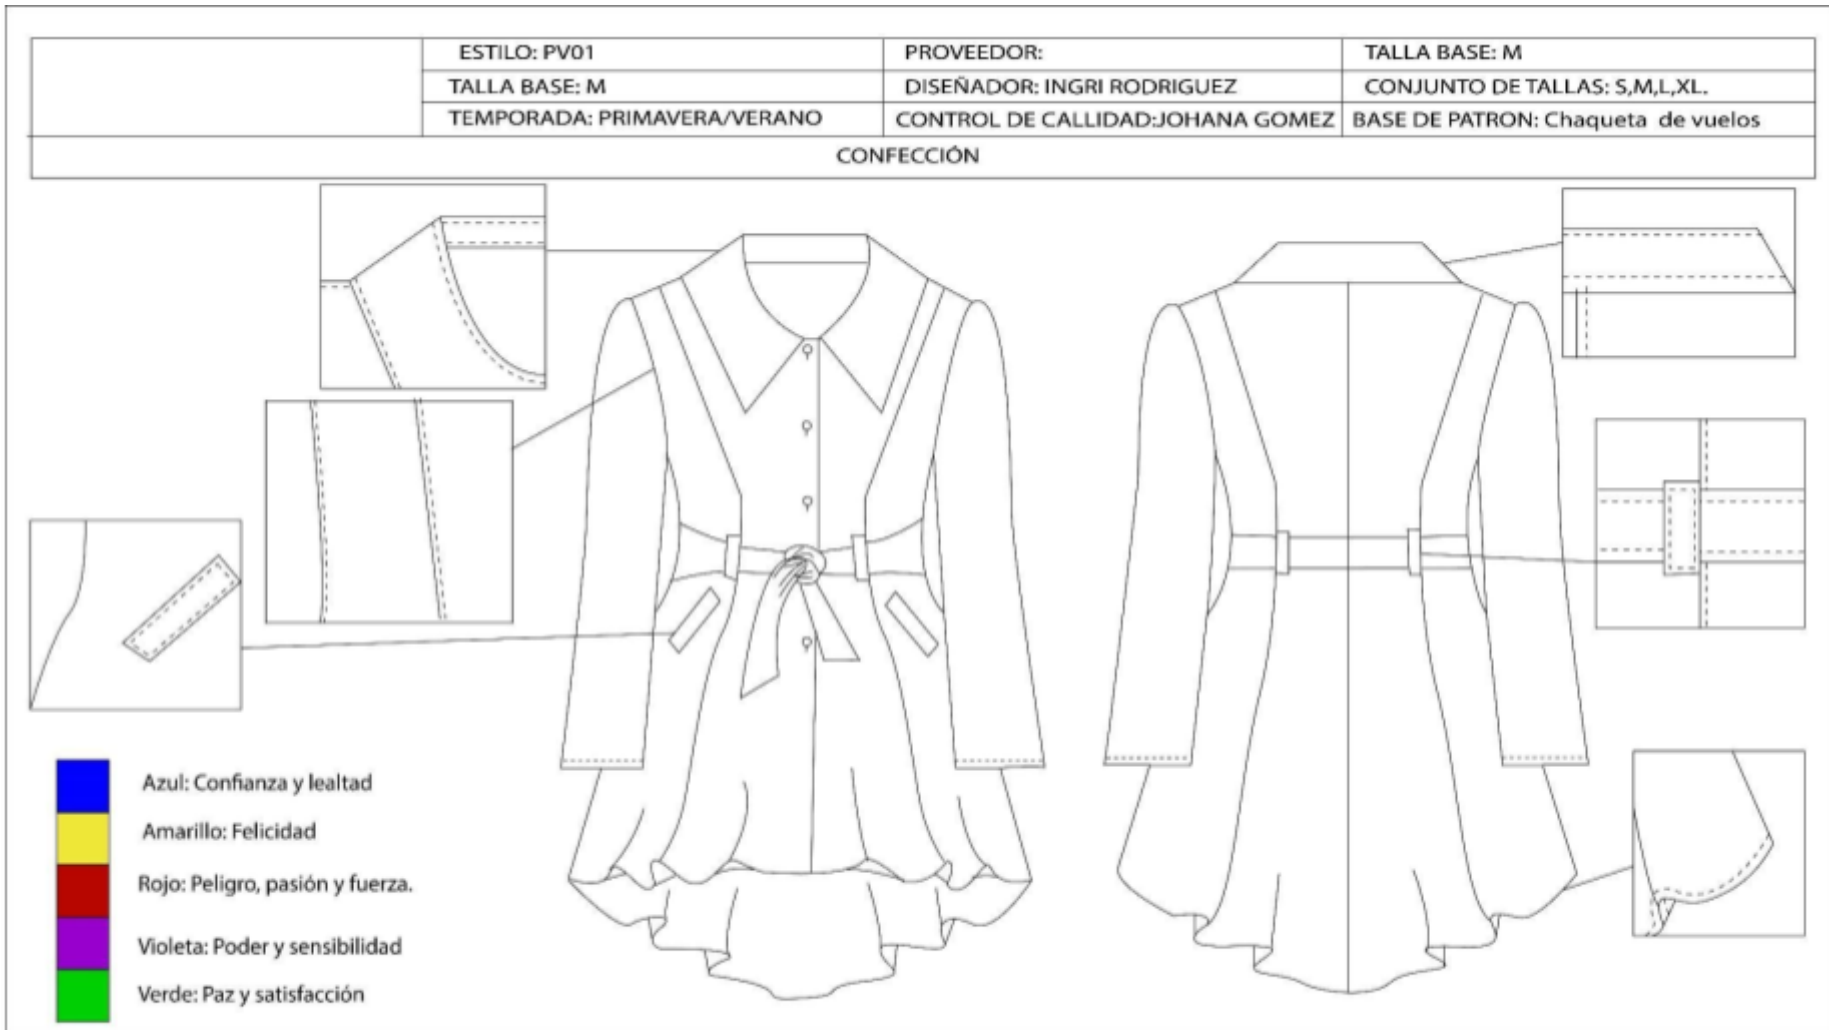 ESTILO: PV01
PROVEEDOR:
TALLA BASE: M
TALLA BASE: M
DISEÑADOR: INGRI RODRIGUEZ
CONJUNTO DE TALLAS: S,M,L,XL.
TEMPORADA: PRIMAVERA/VERANO
CONTROL DE CALLIDAD:JOHANA GOMEZ
BASE DE PATRON: Chaqueta de vuelos
CONFECCIÓN
Azul: Confianza y lealtad
Amarillo: Felicidad
Rojo: Peligro, pasión y fuerza.
Violeta: Poder y sensibilidad
Verde: Paz y satisfacción